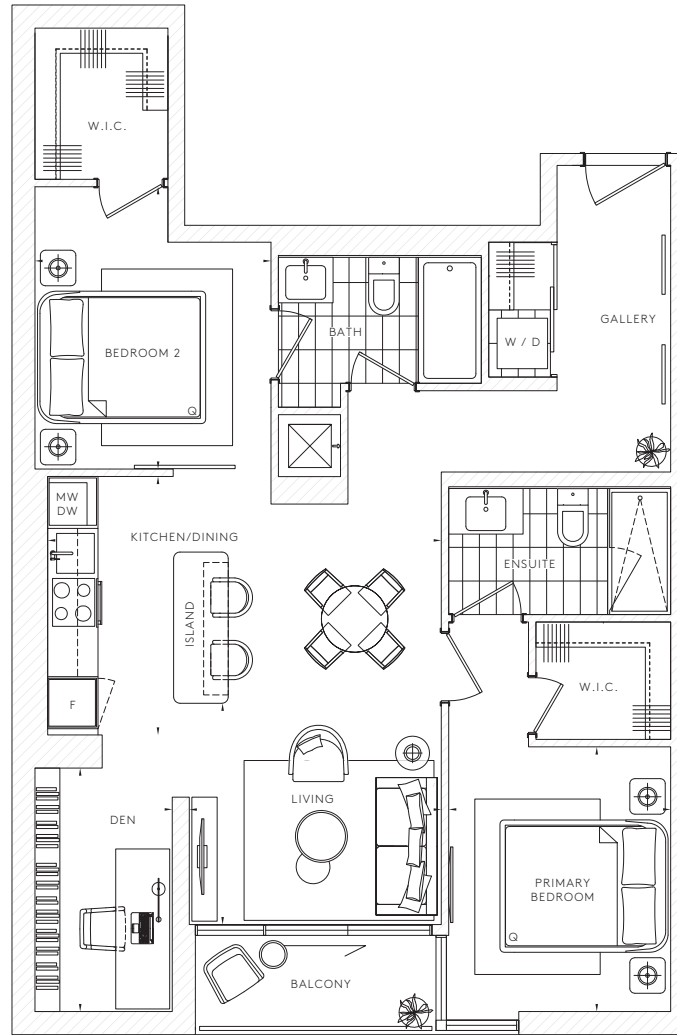 W.I.C.
GALLERY
BATH
W / D
BEDROOM 2
Q
MW
DW
KITCHEN/DINING
ENSUITE
ISLAND
W.I.C.
F
LIVING
DEN
PRIMARY
BEDROOM
Q
BALCONY